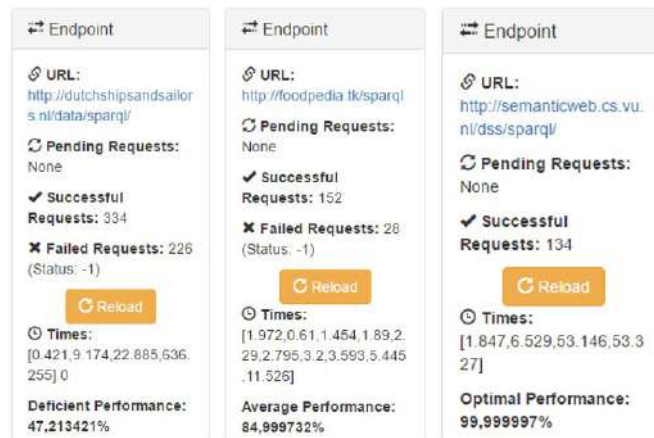 Endpoint
URL:
http://dutchshipsandsailor
s.nl/data/sparql/
Pending Requests:
None
Successful
Requests: 334
Failed Requests: 226
(Status: -1)
Reload
Times:
[0.421,9.174,22.885,636.
255] 0
Deficient Performance:
47,213421%
Endpoint
URL:
http://foodpedia.tk/sparql
Pending Requests:
None
Successful
Requests: 152
Failed Requests: 28
(Status: -1)
Reload
Times:
[1.972,0.61,1.454,1.89,2.
29,2.795,3.2,3.593,5.445
,11.526]
Average Performance:
84,999732%
Endpoint
URL:
http://semanticweb.cs.vu.
nl/dss/sparql/
Pending Requests:
None
Successful
Requests: 134
Reload
Times:
[1.847,6.529,53.146,53.3
27]
Optimal Performance:
99,999997%